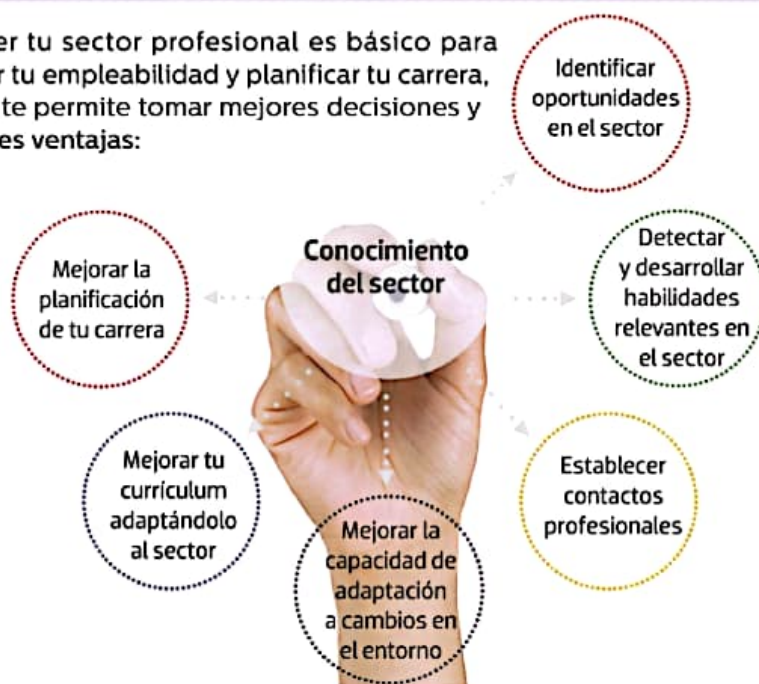 er tu sector profesional es básico para
r tu empleabilidad y planificar tu carrera,
te permite tomar mejores decisiones y
es ventajas:
Identificar
oportunidades
en el sector
Conocimiento
del sector
Detectar
y desarrollar
habilidades
relevantes en
el sector
Mejorar la
planificación
de tu carrera
Mejorar tu
curriculum
adaptándolo
al sector
Mejorar la
capacidad de
adaptación
a cambios en
el entorno
Establecer
contactos
profesionales